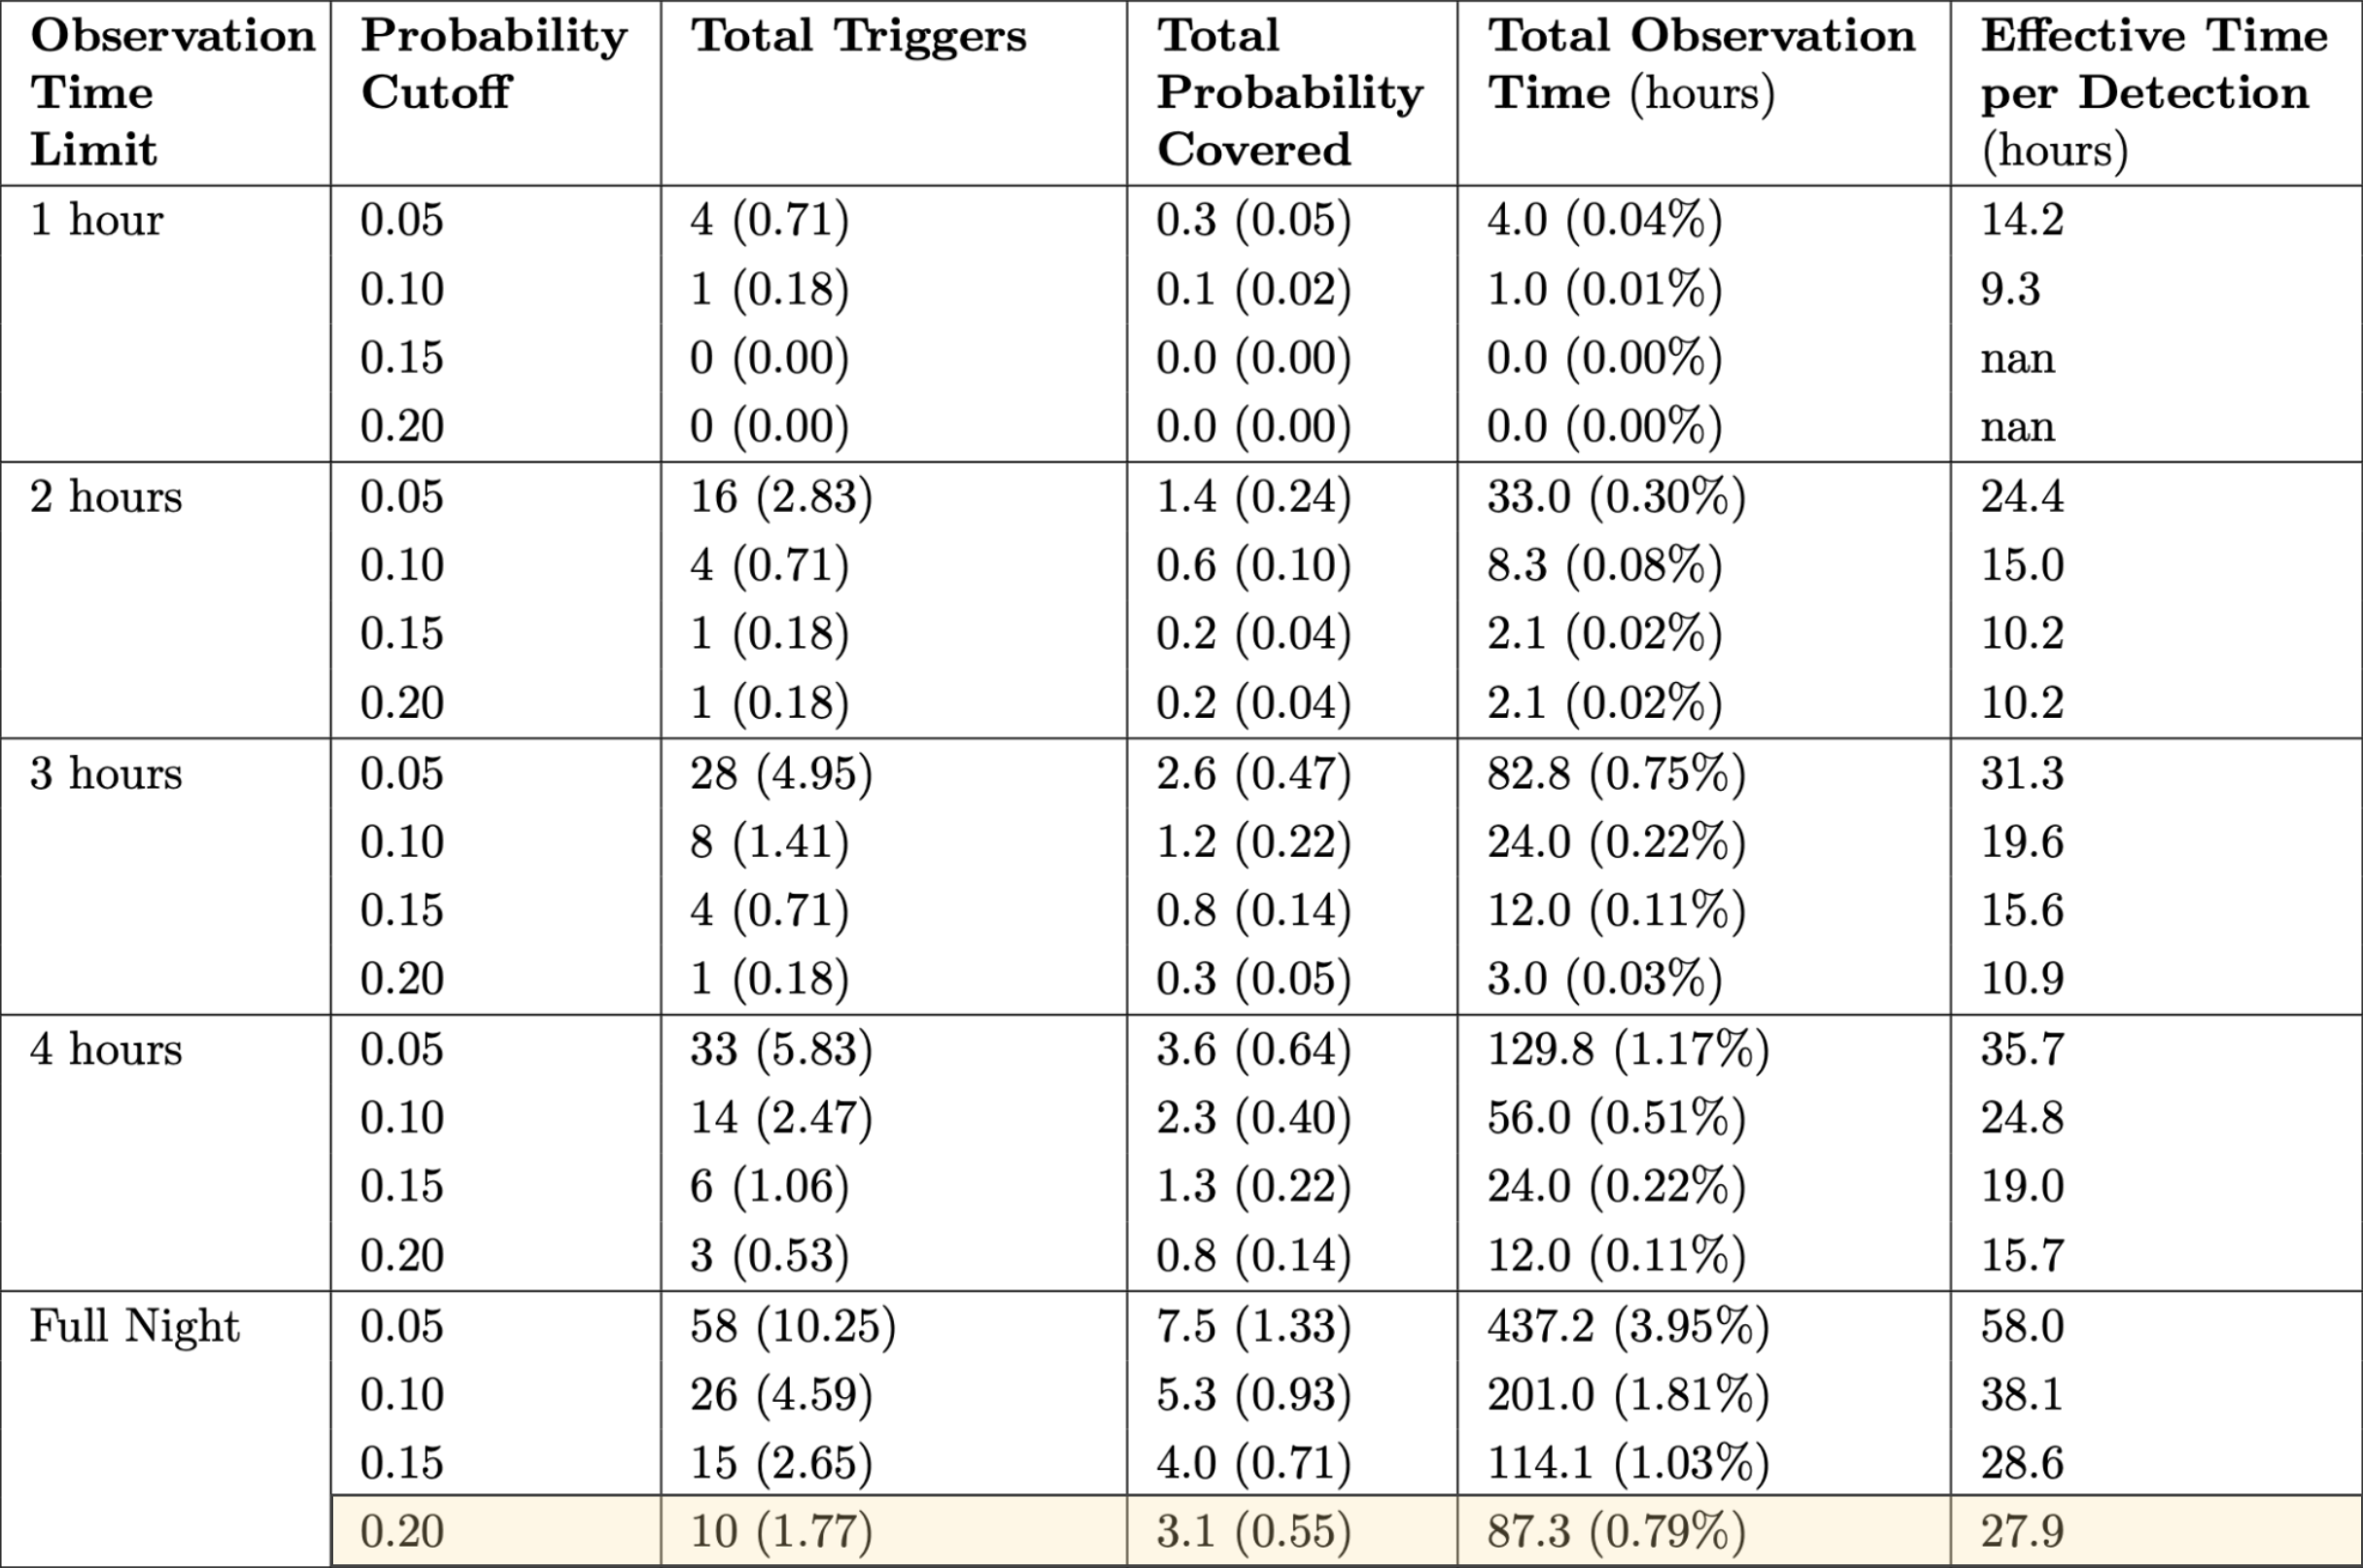 Observation Time Limit Probability Cutoff Total Triggers Total Probability Covered Total Observation Time (hours) Effective Time per Detection (hours)
1 hour 0.05 4 (0.71) 0.3 (0.05) 4.0 (0.04%) 14.2
0.10 1 (0.18) 0.1 (0.02) 1.0 (0.01%) 9.3
0.15 0 (0.00) 0.0 (0.00) 0.0 (0.00%) nan
0.20 0 (0.00) 0.0 (0.00) 0.0 (0.00%) nan
2 hours 0.05 16 (2.83) 1.4 (0.24) 33.0 (0.30%) 24.4
0.10 4 (0.71) 0.6 (0.10) 8.3 (0.08%) 15.0
0.15 1 (0.18) 0.2 (0.04) 2.1 (0.02%) 10.2
0.20 1 (0.18) 0.2 (0.04) 2.1 (0.02%) 10.2
3 hours 0.05 28 (4.95) 2.6 (0.47) 82.8 (0.75%) 31.3
0.10 8 (1.41) 1.2 (0.22) 24.0 (0.22%) 19.6
0.15 4 (0.71) 0.8 (0.14) 12.0 (0.11%) 15.6
0.20 1 (0.18) 0.3 (0.05) 3.0 (0.03%) 10.9
4 hours 0.05 33 (5.83) 3.6 (0.64) 129.8 (1.17%) 35.7
0.10 14 (2.47) 2.3 (0.40) 56.0 (0.51%) 24.8
0.15 6 (1.06) 1.3 (0.22) 24.0 (0.22%) 19.0
0.20 3 (0.53) 0.8 (0.14) 12.0 (0.11%) 15.7
Full Night 0.05 58 (10.25) 7.5 (1.33) 437.2 (3.95%) 58.0
0.10 26 (4.59) 5.3 (0.93) 201.0 (1.81%) 38.1
0.15 15 (2.65) 4.0 (0.71) 114.1 (1.03%) 28.6
0.20 10 (1.77) 3.1 (0.55) 87.3 (0.79%) 27.9